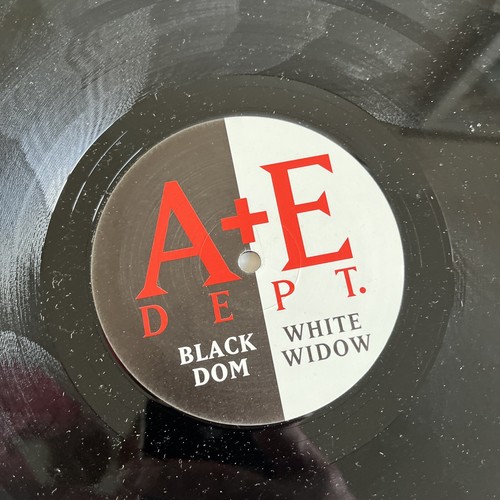 A+E
DEPT.
BLACK
DOM
WHITE
WIDOW